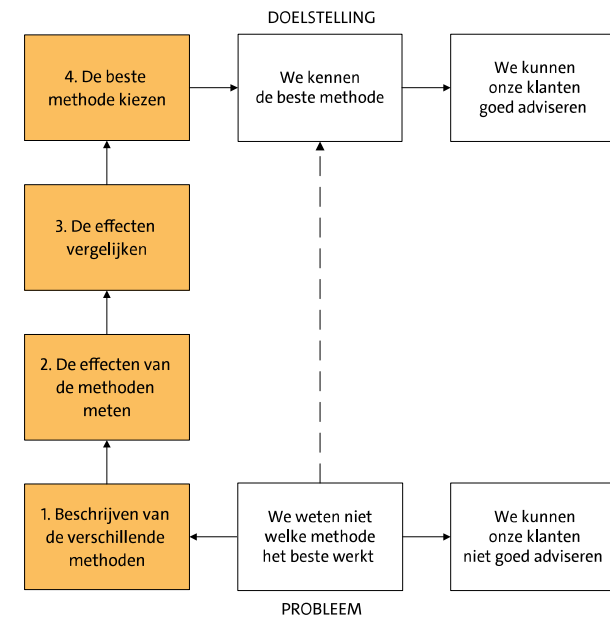 DOELSTELLING
4. De beste
methode kiezen
We kennen
de beste methode
We kunnen
onze klanten
goed adviseren
3. De effecten
vergelijken
2. De effecten van
de methoden
meten
1. Beschrijven van
de verschillende
methoden
We weten niet
welke methode
het beste werkt
We kunnen
onze klanten
niet goed adviseren
PROBLEEM